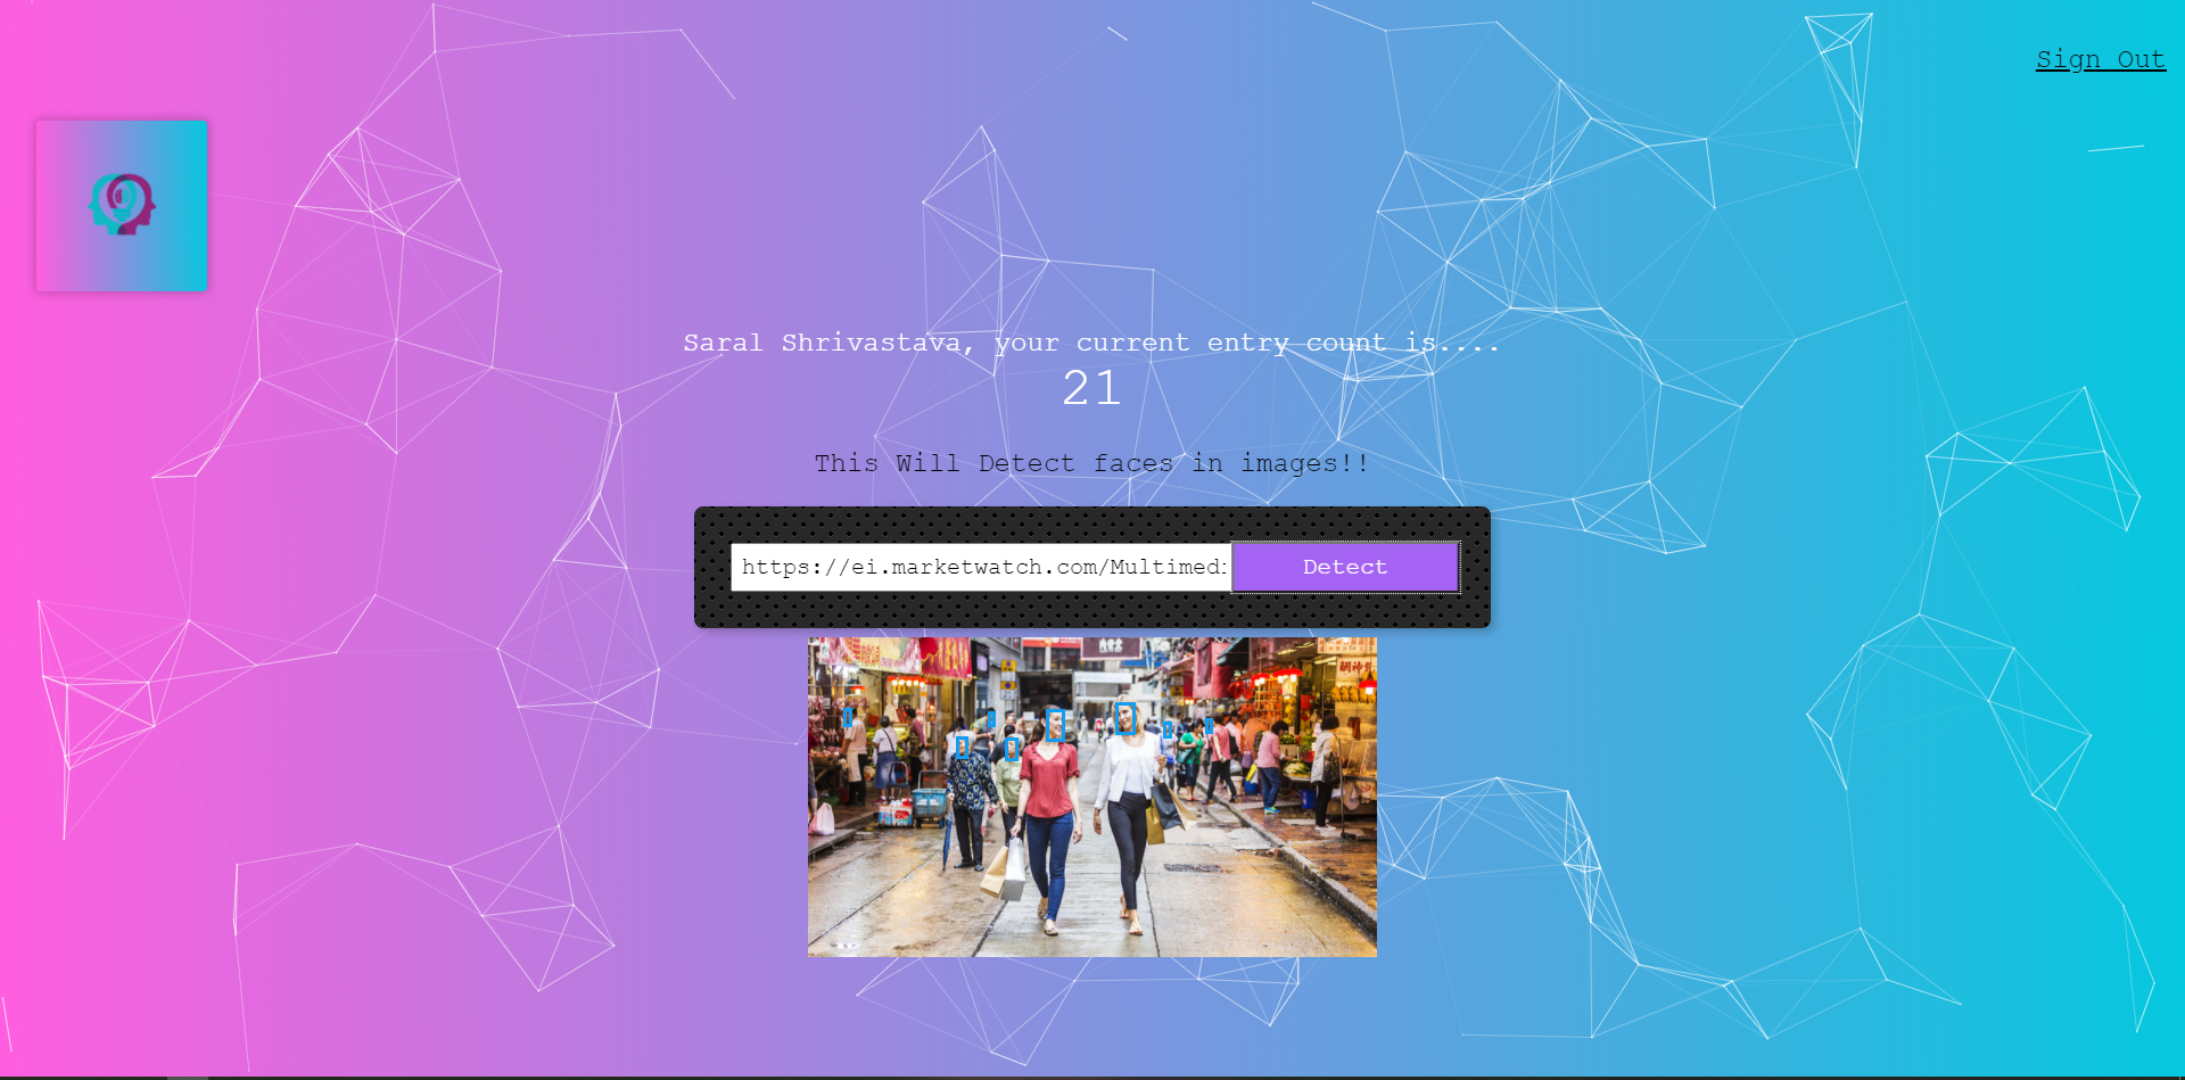 Sign Out
Saral Shrivastava, your current entry count is....
21
This Will Detect faces in images!!
https://ei.marketwatch.com/Multimedi
Detect